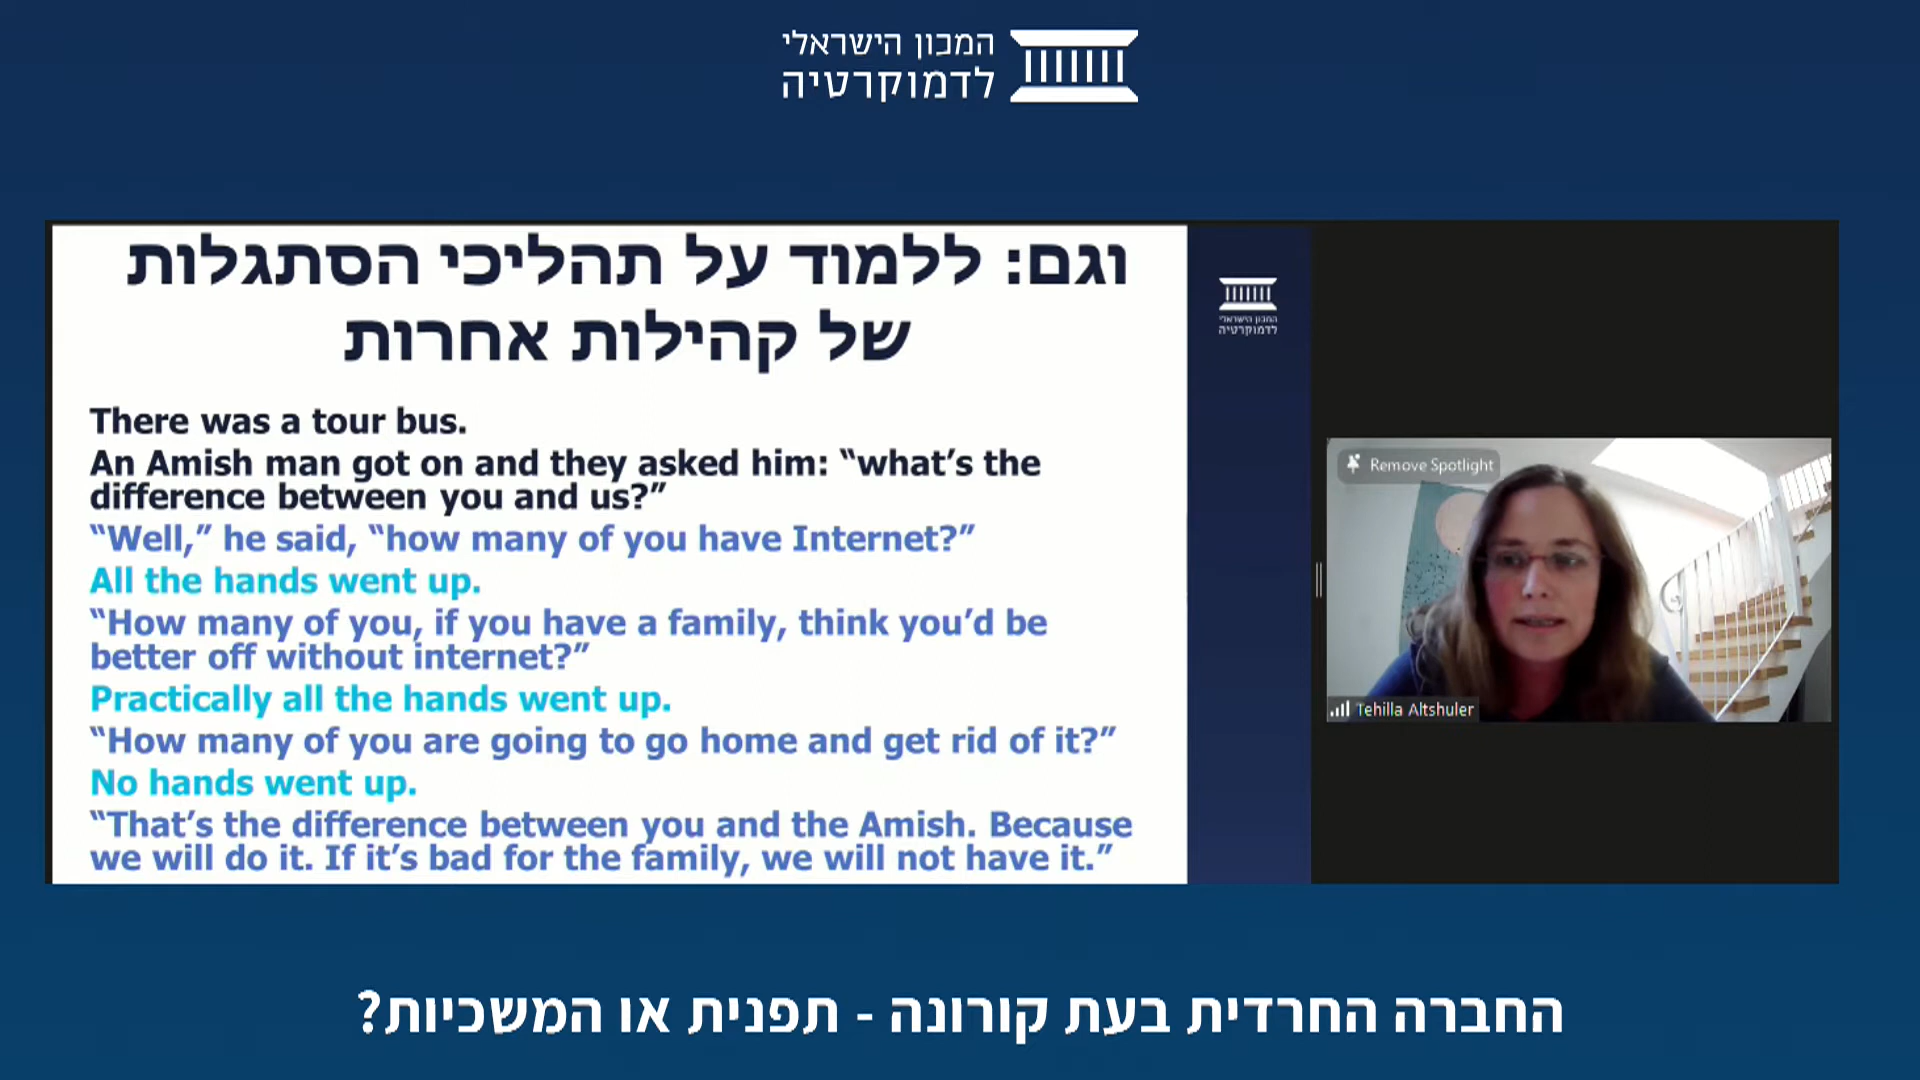 המכון הישראלי
לדמוקרטיה
וגם: ללמוד על תהליכי הסתגלות
של קהילות אחרות
There was a tour bus.
An Amish man got on and they asked him: “what’s the
difference between you and us?”
“Well,” he said, “how many of you have Internet?”
All the hands went up.
“How many of you, if you have a family, think you’d be
better off without internet?”
Practically all the hands went up.
“How many of you are going to go home and get rid of it?”
No hands went up.
“That’s the difference between you and the Amish. Because
we will do it. If it’s bad for the family, we will not have it.”
המכון הישראלי
לדמוקרטיה
Remove Spotlight
Tehilla Altshuler
החברה החרדית בעת קורונה - תפנית או המשכיות?